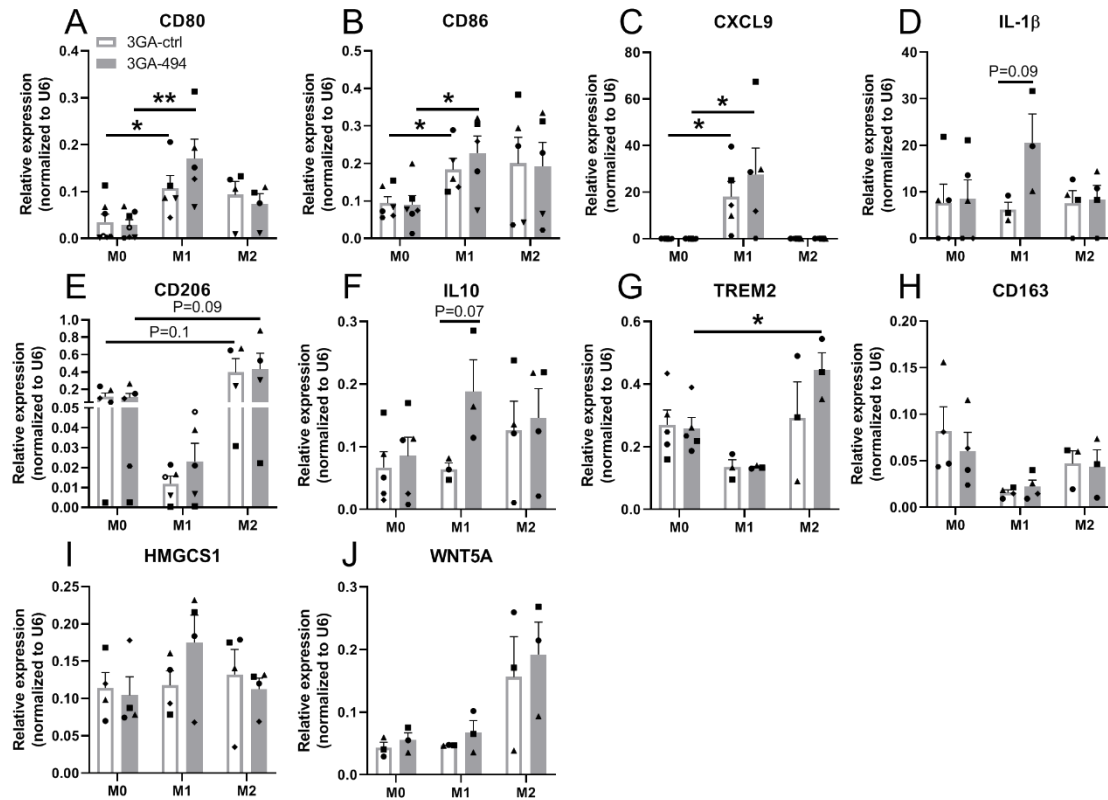 A
CD80
3GA-ctrl
3GA-494
Relative expression
(normalized to U6)
0.4
0.3
0.2
0.1
0.0
**
*
M0 M1 M2
B
CD86
Relative expression
(normalized to U6)
0.5
0.4
0.3
0.2
0.1
0.0
*
*
M0 M1 M2
C
CXCL9
Relative expression
(normalized to U6)
80
60
40
20
0
*
*
M0 M1 M2
D
IL-1β
Relative expression
(normalized to U6)
40
30
20
10
0
P=0.09
M0 M1 M2
E
CD206
Relative expression
(normalized to U6)
1.0
0.8
0.6
0.4
0.2
0.05
0.04
0.03
0.02
0.01
0.00
P=0.09
P=0.1
M0 M1 M2
F
IL10
Relative expression
(normalized to U6)
0.3
0.2
0.1
0.0
P=0.07
M0 M1 M2
G
TREM2
Relative expression
(normalized to U6)
0.6
0.4
0.2
0.0
*
M0 M1 M2
H
CD163
Relative expression
(normalized to U6)
0.20
0.15
0.10
0.05
0.00
M0 M1 M2
I
HMGCS1
Relative expression
(normalized to U6)
0.25
0.20
0.15
0.10
0.05
0.00
M0 M1 M2
J
WNT5A
Relative expression
(normalized to U6)
0.3
0.2
0.1
0.0
M0 M1 M2